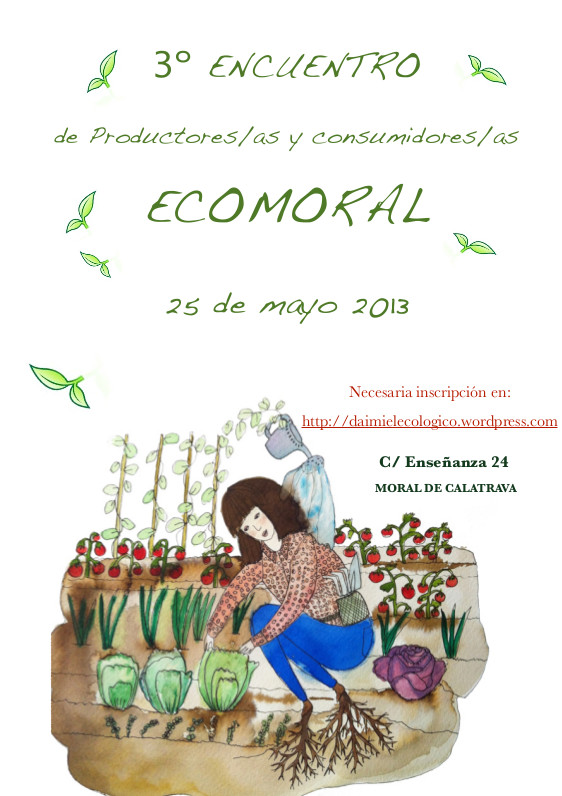 3º ENCUENTRO
de Productores/as y consumidores/as
ECOMORAL
25 de mayo 2013
Necesaria inscripción en:
http://daimielecologico.wordpress.com
C/ Enseñanza 24
MORAL DE CALATRAVA